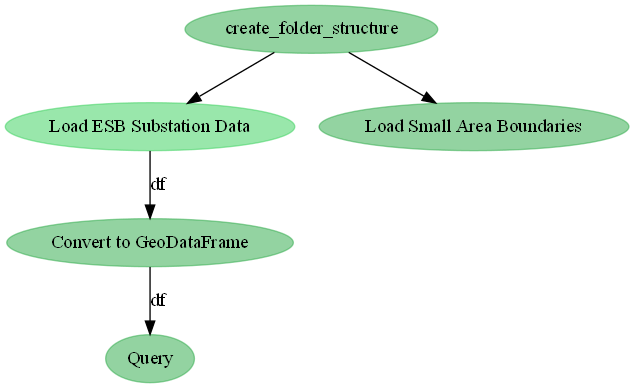 create_folder_structure
Load ESB Substation Data
Load Small Area Boundaries
df
Convert to GeoDataFrame
df
Query